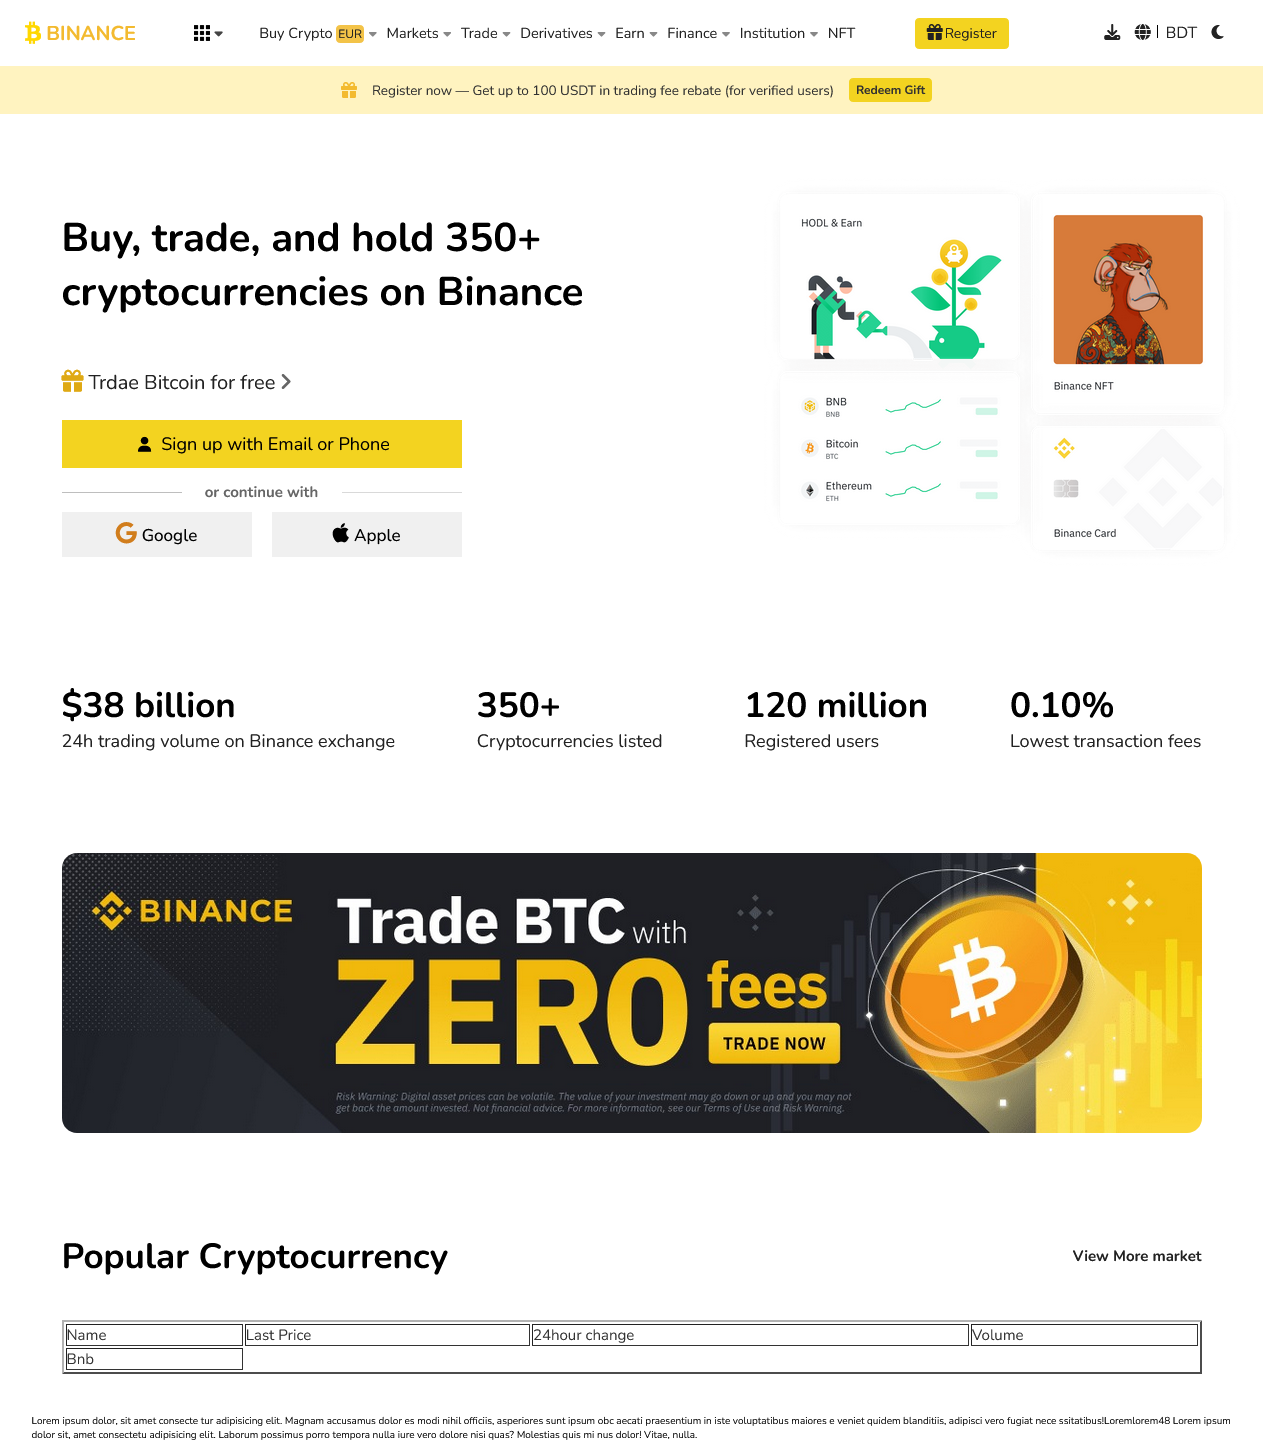 BINANCE
Buy Crypto EUR Markets Trade Derivatives Earn Finance Institution NFT
Register
BDT
Register now — Get up to 100 USDT in trading fee rebate (for verified users)
Redeem Gift
Buy, trade, and hold 350+
cryptocurrencies on Binance
Trdae Bitcoin for free
Sign up with Email or Phone
or continue with
Google
Apple
HODL & Earn
BNB
BNB
Bitcoin
BTC
Ethereum
ETH
Binance NFT
Binance Card
$38 billion
24h trading volume on Binance exchange
350+
Cryptocurrencies listed
120 million
Registered users
0.10%
Lowest transaction fees
BINANCE
Trade BTC with
ZERO fees
TRADE NOW
Risk Warning: Digital asset prices can be volatile. The value of your investment may go down or up and you may not
get back the amount invested. Not financial advice. For more information, see our Terms of Use and Risk Warning.
Popular Cryptocurrency
View More market
Name Last Price 24hour change Volume
Bnb
Lorem ipsum dolor, sit amet consecte tur adipisicing elit. Magnam accusamus dolor es modi nihil officiis, asperiores sunt ipsum obc aecati praesentium in iste voluptatibus maiores e veniet quidem blanditiis, adipisci vero fugiat nece ssitatibus!Loremlorem48 Lorem ipsum
dolor sit, amet consectetu adipisicing elit. Laborum possimus porro tempora nulla iure vero dolore nisi quas? Molestias quis mi nus dolor! Vitae, nulla.